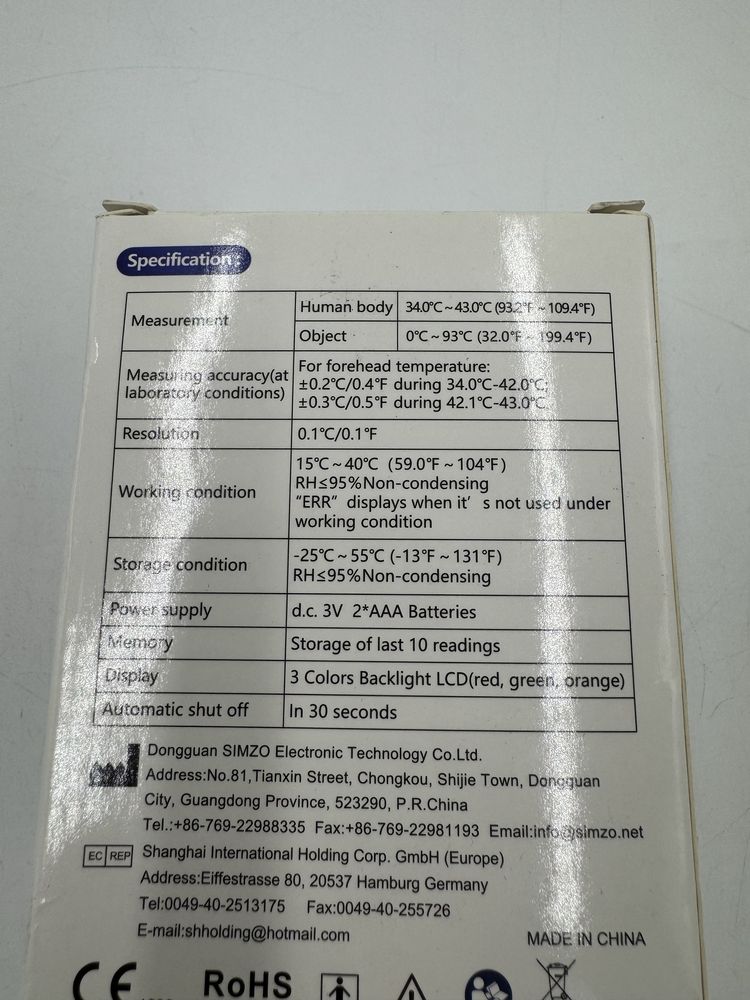 Specification:
Measurement
Human body
34.0℃~43.0℃ (93.2℉ ~ 109.4℉)
Object
0℃~93℃ (32.0℉ ~ 199.4℉)
Measuring accuracy(at
laboratory conditions)
For forehead temperature:
±0.2℃/0.4℉ during 34.0℃-42.0℃;
±0.3℃/0.5℉ during 42.1℃-43.0℃
Resolution
0.1℃/0.1℉
Working condition
15℃~40℃ (59.0℉~104℉)
RH≤95%Non-condensing
“ERR” displays when it’s not used under
working condition
Storage condition
-25℃~55℃ (-13℉~131℉)
RH≤95%Non-condensing
Power supply
d.c. 3V 2*AAA Batteries
Memory
Storage of last 10 readings
Display
3 Colors Backlight LCD(red, green, orange)
Automatic shut off
In 30 seconds
Dongguan SIMZO Electronic Technology Co.Ltd.
Address:No.81,Tianxin Street, Chongkou, Shijie Town, Dongguan
City, Guangdong Province, 523290, P.R.China
Tel.:+86-769-22988335 Fax:+86-769-22981193 Email:info@simzo.net
EC REP
Shanghai International Holding Corp. GmbH (Europe)
Address:Eiffestrasse 80, 20537 Hamburg Germany
Tel:0049-40-2513175 Fax:0049-40-255726
E-mail:shholding@hotmail.com
MADE IN CHINA
CE
RoHS